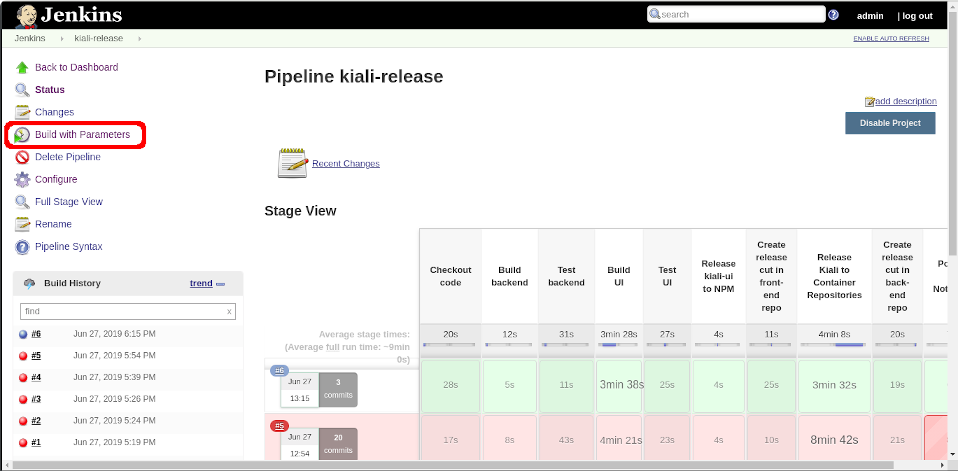 Jenkins
search
admin
| log out
Jenkins
kiali-release
ENABLE AUTO REFRESH
Back to Dashboard
Status
Changes
Build with Parameters
Delete Pipeline
Configure
Full Stage View
Rename
Pipeline Syntax
Build History
trend
find
x
#6 Jun 27, 2019 6:15 PM
#5 Jun 27, 2019 5:54 PM
#4 Jun 27, 2019 5:39 PM
#3 Jun 27, 2019 5:26 PM
#2 Jun 27, 2019 5:24 PM
#1 Jun 27, 2019 5:19 PM
Pipeline kiali-release
add description
Disable Project
Recent Changes
Stage View
Checkout
code
Build
backend
Test
backend
Build
UI
Test
UI
Release
kiali-ui
to NPM
Create
release
cut in
front-
end
repo
Release
Kiali to
Container
Repositories
Create
release
cut in
back-
end
repo
Po
Not
Average stage times:
(Average full run time: ~9min
0s)
20s 12s 31s 3min 28s 27s 4s 11s 4min 8s 20s
#6
Jun 27
13:15
3
commits
28s 5s 11s 3min 38s 25s 4s 25s 3min 32s 19s
#5
Jun 27
12:54
20
commits
17s 8s 43s 4min 21s 23s 4s 10s 8min 42s 21s